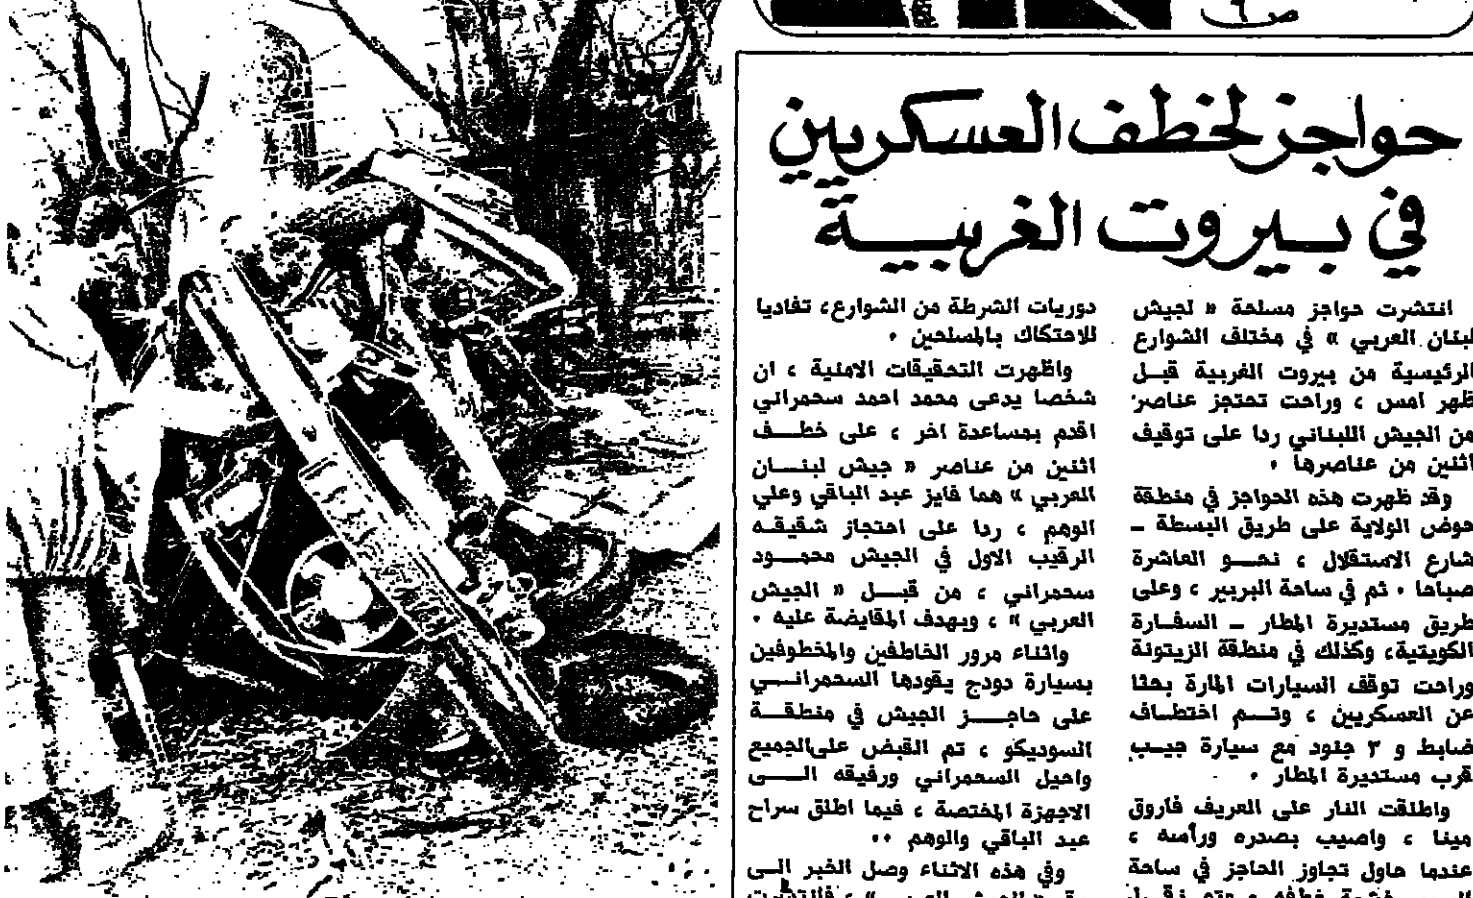 ص ٦
حواجز لخطف العسكريين
في بيروت الغربية
انتشرت حواجز مسلحة « لجيش
لبنان العربي » في مختلف الشوارع
الرئيسية من بيروت الغربية قبل
ظهر امس ، وراحت تحتجز عناصر
من الجيش اللبناني ردا على توقيف
اثنين من عناصرها .
وقد ظهرت هذه الحواجز في منطقة
حوض الولاية على طريق البسطة –
شارع الاستقلال ، نحو العاشرة
صباحا . ثم في ساحة البربير ، وعلى
طريق مستديرة المطار – السفارة
الكويتية، وكذلك في منطقة الزيتونة
وراحت توقف السيارات المارة بحثا
عن العسكريين ، وتم اختطاف
ضابط و ٣ جنود مع سيارة جيب
قرب مستديرة المطار .
واطلقت النار على العريف فاروق
مينا ، واصيب بصدره ورأسه ،
عندما حاول تجاوز الحاجز في ساحة
دوريات الشرطة من الشوارع، تفاديا
للاحتكاك بالمسلحين .
واظهرت التحقيقات الامنية ، ان
شخصا يدعى محمد احمد سحمراني
اقدم بمساعدة اخر ، على خطف
اثنين من عناصر « جيش لبنان
العربي » هما فايز عبد الباقي وعلي
الوهم ، ردا على احتجاز شقيقه
الرقيب الاول في الجيش محمود
سحمراني ، من قبل « الجيش
العربي » ، وبهدف المقايضة عليه .
واثناء مرور الخاطفين والمخطوفين
بسيارة دودج يقودها السحمراني
على حاجز الجيش في منطقة
السوديكو ، تم القبض على الجميع
واحيل السحمراني ورفيقه الى
الاجهزة المختصة ، فيما اطلق سراح
عبد الباقي والوهم ..
وفي هذه الاثناء وصل الخبر الى